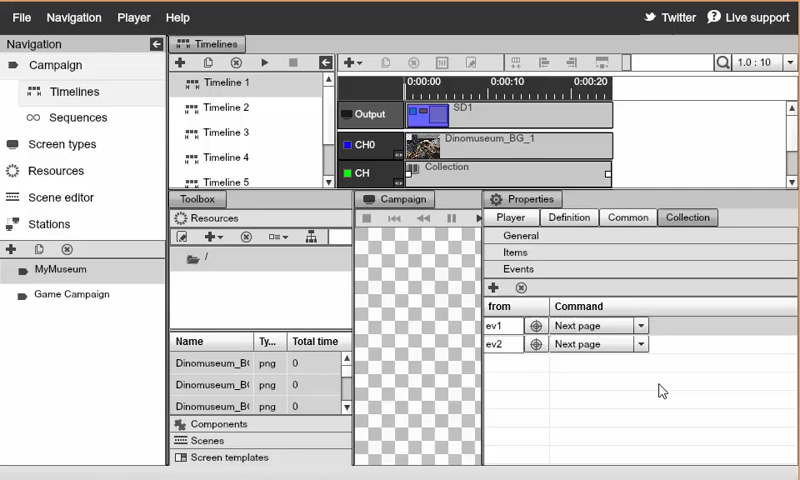 File Navigation Player Help Twitter Live support
Navigation
Campaign
Timelines
Sequences
Screen types
Resources
Scene editor
Stations
MyMuseum
Game Campaign
Timelines
Timeline 1
Timeline 2
Timeline 3
Timeline 4
Timeline 5
1.0 : 10
0:00:00 0:00:10 0:00:20
Output SD1
CH0 Dinomuseum_BG_1
CH Collection
Toolbox
Resources
/
Name Ty... Total time
Dinomuseum_B( png 0
Dinomuseum_B( png 0
Dinomuseum_B( png 0
Components
Scenes
Screen templates
Campaign
Properties
Player Definition Common Collection
General
Items
Events
from Command
ev1 Next page
ev2 Next page